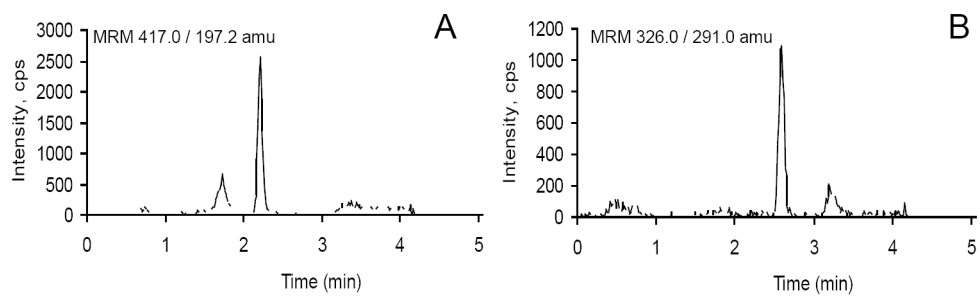 A
MRM 417.0 / 197.2 amu
Intensity, cps
3000
2500
2000
1500
1000
500
0
0 1 2 3 4 5
Time (min)
B
MRM 326.0 / 291.0 amu
Intensity, cps
1200
1000
800
600
400
200
0
0 1 2 3 4 5
Time (min)